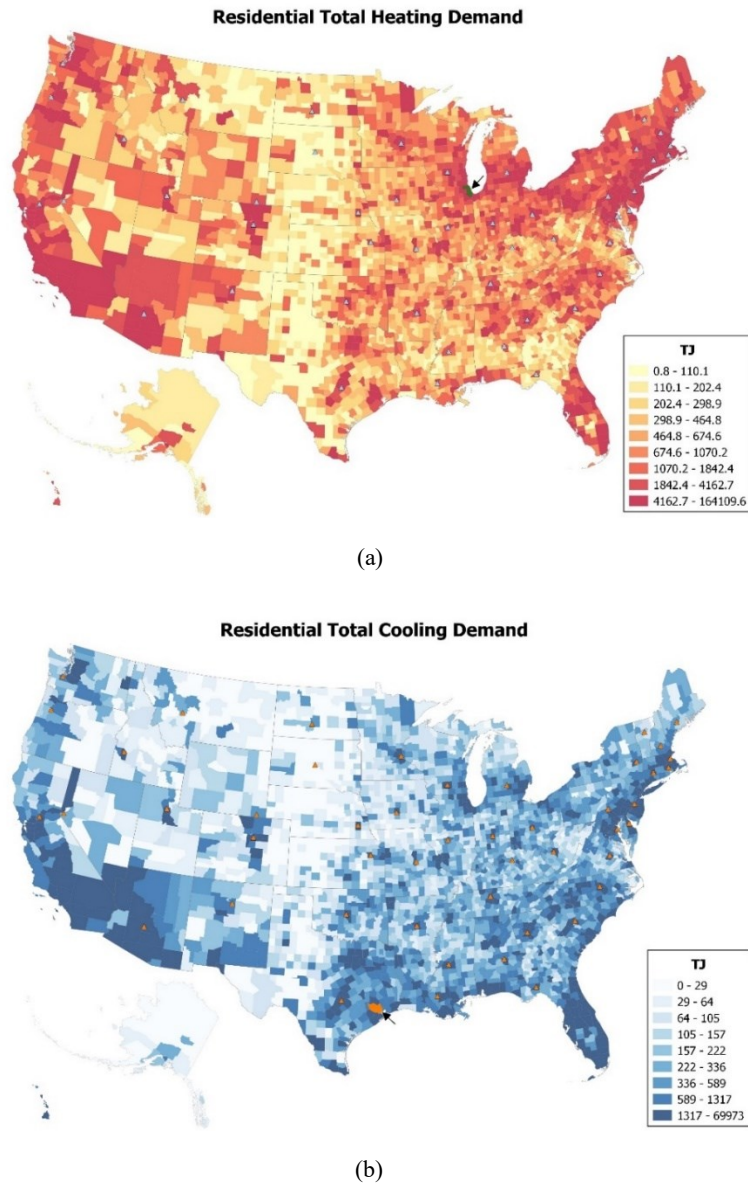 Residential Total Heating Demand
TJ
0.8 - 110.1
110.1 - 202.4
202.4 - 298.9
298.9 - 464.8
464.8 - 674.6
674.6 - 1070.2
1070.2 - 1842.4
1842.4 - 4162.7
4162.7 - 164109.6
(a)
Residential Total Cooling Demand
TJ
0 - 29
29 - 64
64 - 105
105 - 157
157 - 222
222 - 336
336 - 589
589 - 1317
1317 - 69973
(b)